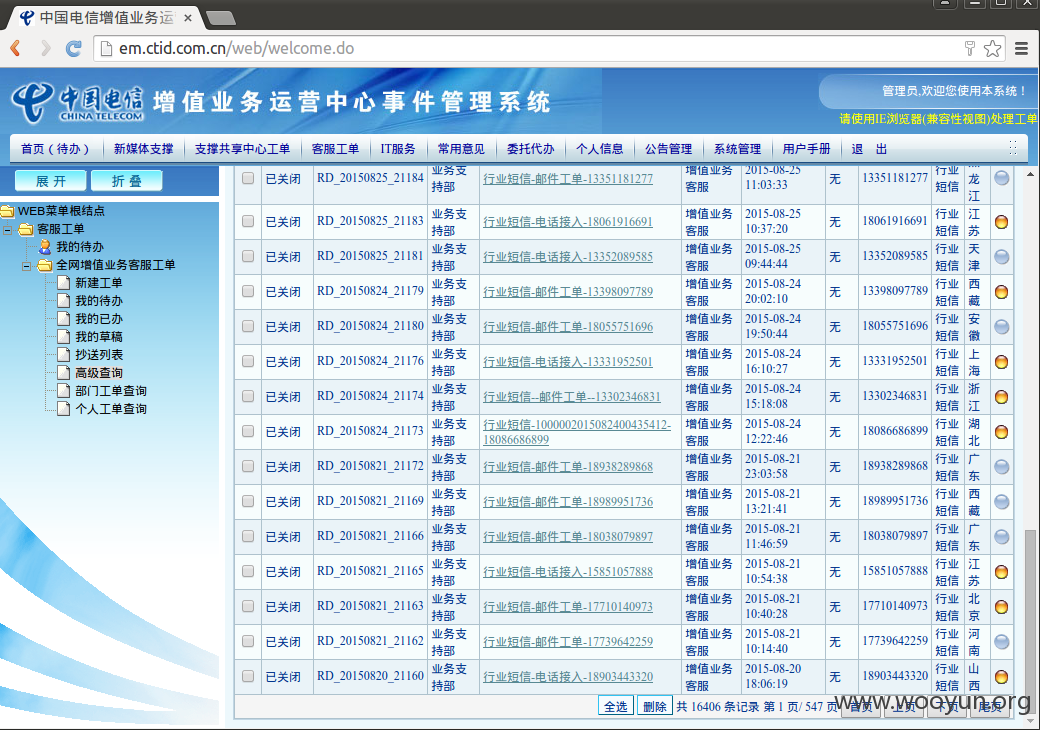 中国电信增值业务运
em.ctid.com.cn/web/welcome.do
中国电信 CHINA TELECOM 增值业务运营中心事件管理系统
管理员,欢迎您使用本系统！
请使用IE浏览器(兼容性视图)处理工单
首页（待办） 新媒体支撑 支撑共享中心工单 客服工单 IT服务 常用意见 委托代办 个人信息 公告管理 系统管理 用户手册 退 出
展 开 折 叠
WEB菜单根结点
客服工单
我的待办
全网增值业务客服工单
新建工单
我的待办
我的已办
我的草稿
抄送列表
高级查询
部门工单查询
个人工单查询
已关闭 RD_20150825_21184 业务支持部 行业短信-邮件工单-13351181277 增值业务客服 2015-08-25 11:03:33 无 13351181277 行业短信 龙江
已关闭 RD_20150825_21183 业务支持部 行业短信-电话接入-18061916691 增值业务客服 2015-08-25 10:37:20 无 18061916691 行业短信 江苏
已关闭 RD_20150825_21181 业务支持部 行业短信-电话接入-13352089585 增值业务客服 2015-08-25 09:44:44 无 13352089585 行业短信 天津
已关闭 RD_20150824_21179 业务支持部 行业短信-邮件工单-13398097789 增值业务客服 2015-08-24 20:02:10 无 13398097789 行业短信 西藏
已关闭 RD_20150824_21180 业务支持部 行业短信-邮件工单-18055751696 增值业务客服 2015-08-24 19:50:44 无 18055751696 行业短信 安徽
已关闭 RD_20150824_21176 业务支持部 行业短信-电话接入-13331952501 增值业务客服 2015-08-24 16:10:27 无 13331952501 行业短信 上海
已关闭 RD_20150824_21174 业务支持部 行业短信--邮件工单--13302346831 增值业务客服 2015-08-24 15:18:08 无 13302346831 行业短信 浙江
已关闭 RD_20150824_21173 业务支持部 行业短信-1000002015082400435412-18086686899 增值业务客服 2015-08-24 12:22:46 无 18086686899 行业短信 湖北
已关闭 RD_20150821_21172 业务支持部 行业短信-邮件工单-18938289868 增值业务客服 2015-08-21 23:03:58 无 18938289868 行业短信 广东
已关闭 RD_20150821_21169 业务支持部 行业短信-邮件工单-18989951736 增值业务客服 2015-08-21 13:21:41 无 18989951736 行业短信 西藏
已关闭 RD_20150821_21166 业务支持部 行业短信-邮件工单-18038079897 增值业务客服 2015-08-21 11:46:59 无 18038079897 行业短信 广东
已关闭 RD_20150821_21165 业务支持部 行业短信-电话接入-15851057888 增值业务客服 2015-08-21 10:54:38 无 15851057888 行业短信 江苏
已关闭 RD_20150821_21163 业务支持部 行业短信-邮件工单-17710140973 增值业务客服 2015-08-21 10:40:28 无 17710140973 行业短信 北京
已关闭 RD_20150821_21162 业务支持部 行业短信-邮件工单-17739642259 增值业务客服 2015-08-21 10:14:40 无 17739642259 行业短信 河南
已关闭 RD_20150820_21160 业务支持部 行业短信-电话接入-18903443320 增值业务客服 2015-08-20 18:06:19 无 18903443320 行业短信 山西
全选 删除 共 16406 条记录 第 1 页/ 547 页 首页 上页 下页 尾页
www.wooyun.org